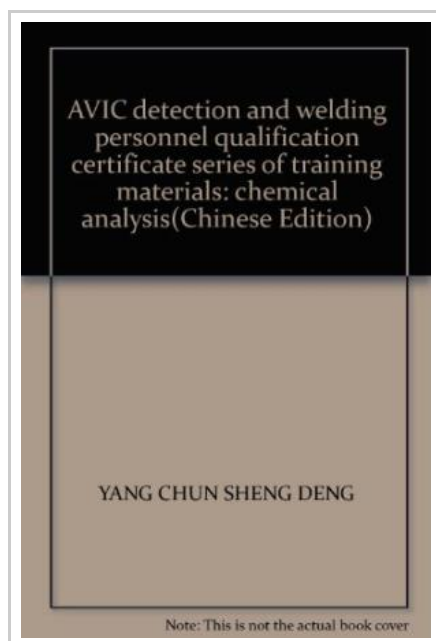 AVIC detection and welding
personnel qualification
certificate series of training
materials: chemical
analysis(Chinese Edition)
YANG CHUN SHENG DENG
Note: This is not the actual book cover